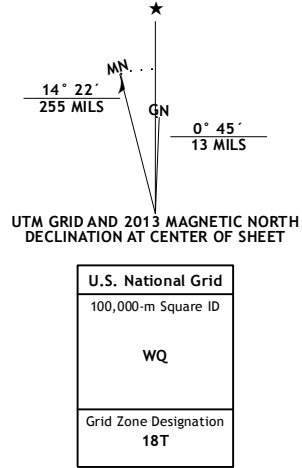 ★
MN
GN
14° 22´
255 MILS
0° 45´
13 MILS
UTM GRID AND 2013 MAGNETIC NORTH
DECLINATION AT CENTER OF SHEET
U.S. National Grid
100,000-m Square ID
WQ
Grid Zone Designation
18T